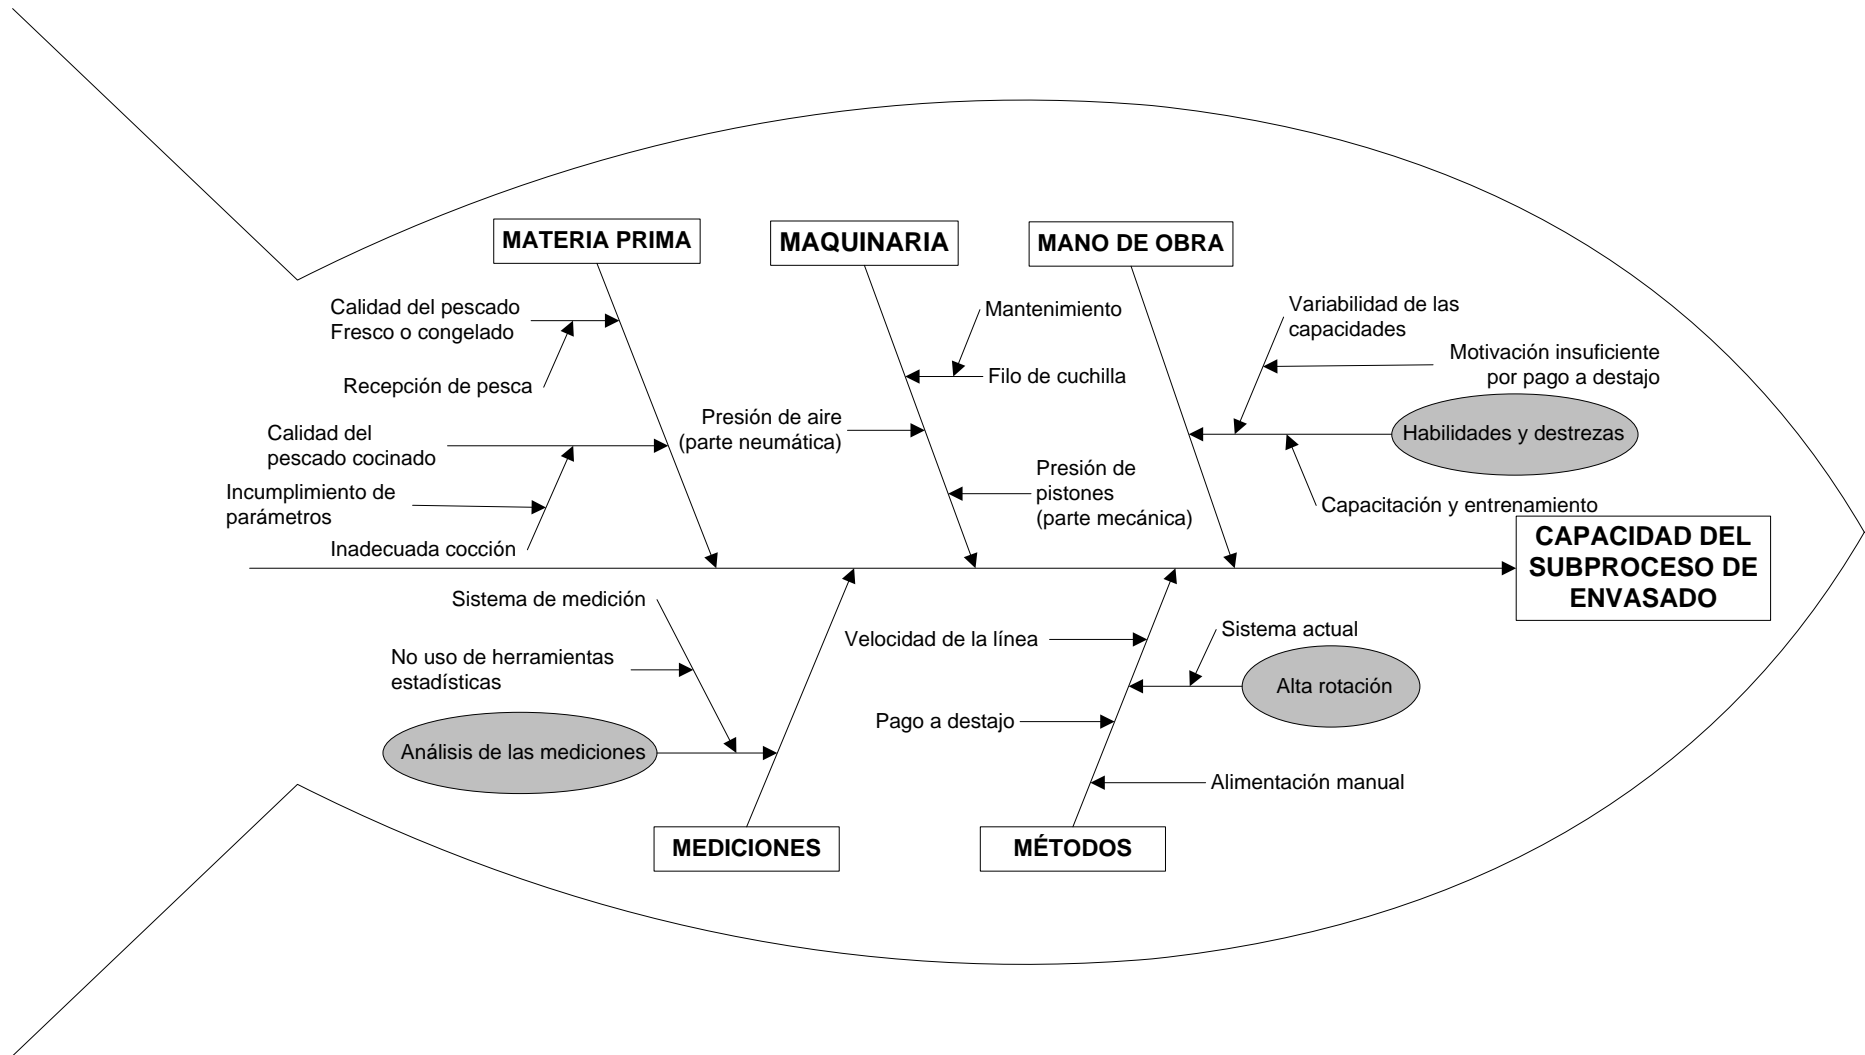 MATERIA PRIMA
MAQUINARIA
MANO DE OBRA
Calidad del pescado
Fresco o congelado
Recepción de pesca
Calidad del
pescado cocinado
Incumplimiento de
parámetros
Inadecuada cocción
Mantenimiento
Filo de cuchilla
Presión de aire
(parte neumática)
Presión de
pistones
(parte mecánica)
Variabilidad de las
capacidades
Motivación insuficiente
por pago a destajo
Habilidades y destrezas
Capacitación y entrenamiento
CAPACIDAD DEL
SUBPROCESO DE
ENVASADO
Sistema de medición
No uso de herramientas
estadísticas
Análisis de las mediciones
Velocidad de la línea
Sistema actual
Alta rotación
Pago a destajo
Alimentación manual
MEDICIONES
MÉTODOS